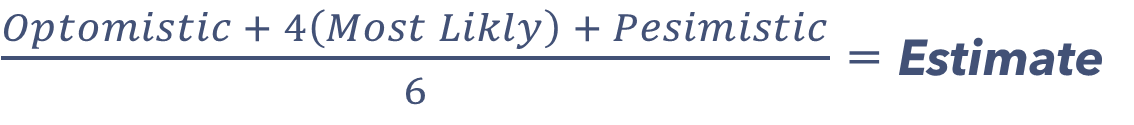 Optomistic + 4(Most Likly) + Pesimistic
6
= Estimate